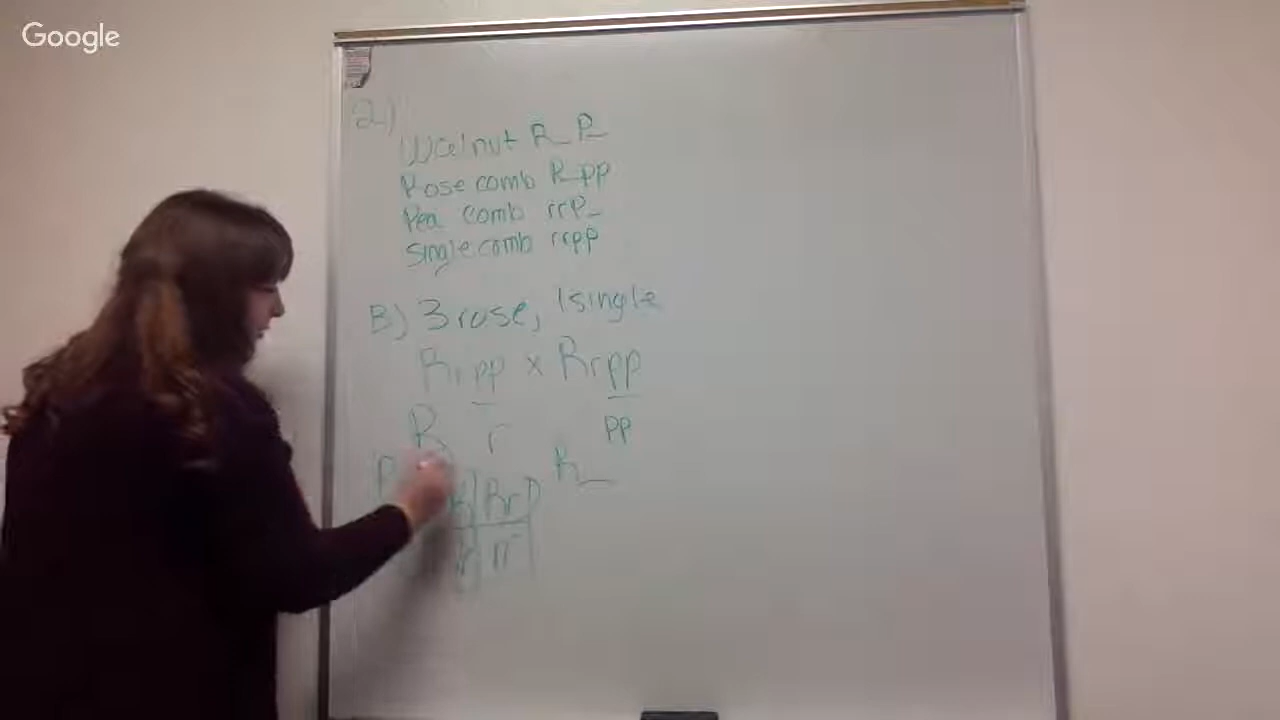 Google
2)
Walnut R_P_
Rose comb R_pp
Pea comb rrP_
Single comb rrpp
B) 3 rose, 1 single
Rrpp x Rrpp
R r pp
R_
Rr
rr